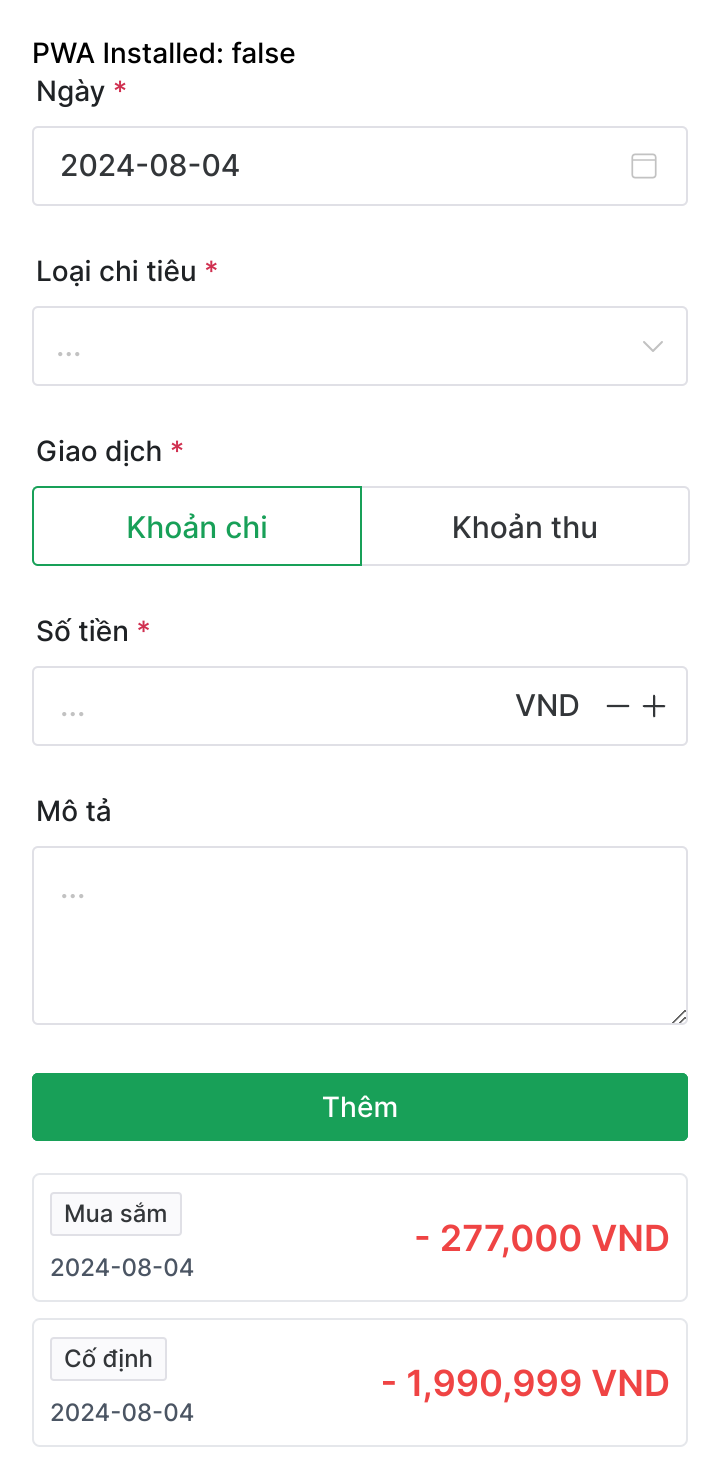 PWA Installed: false
Ngày *
2024-08-04
Loại chi tiêu *
...
Giao dịch *
Khoản chi
Khoản thu
Số tiền *
... VND
Mô tả
...
Thêm
Mua sắm
- 277,000 VND
2024-08-04
Cố định
- 1,990,999 VND
2024-08-04